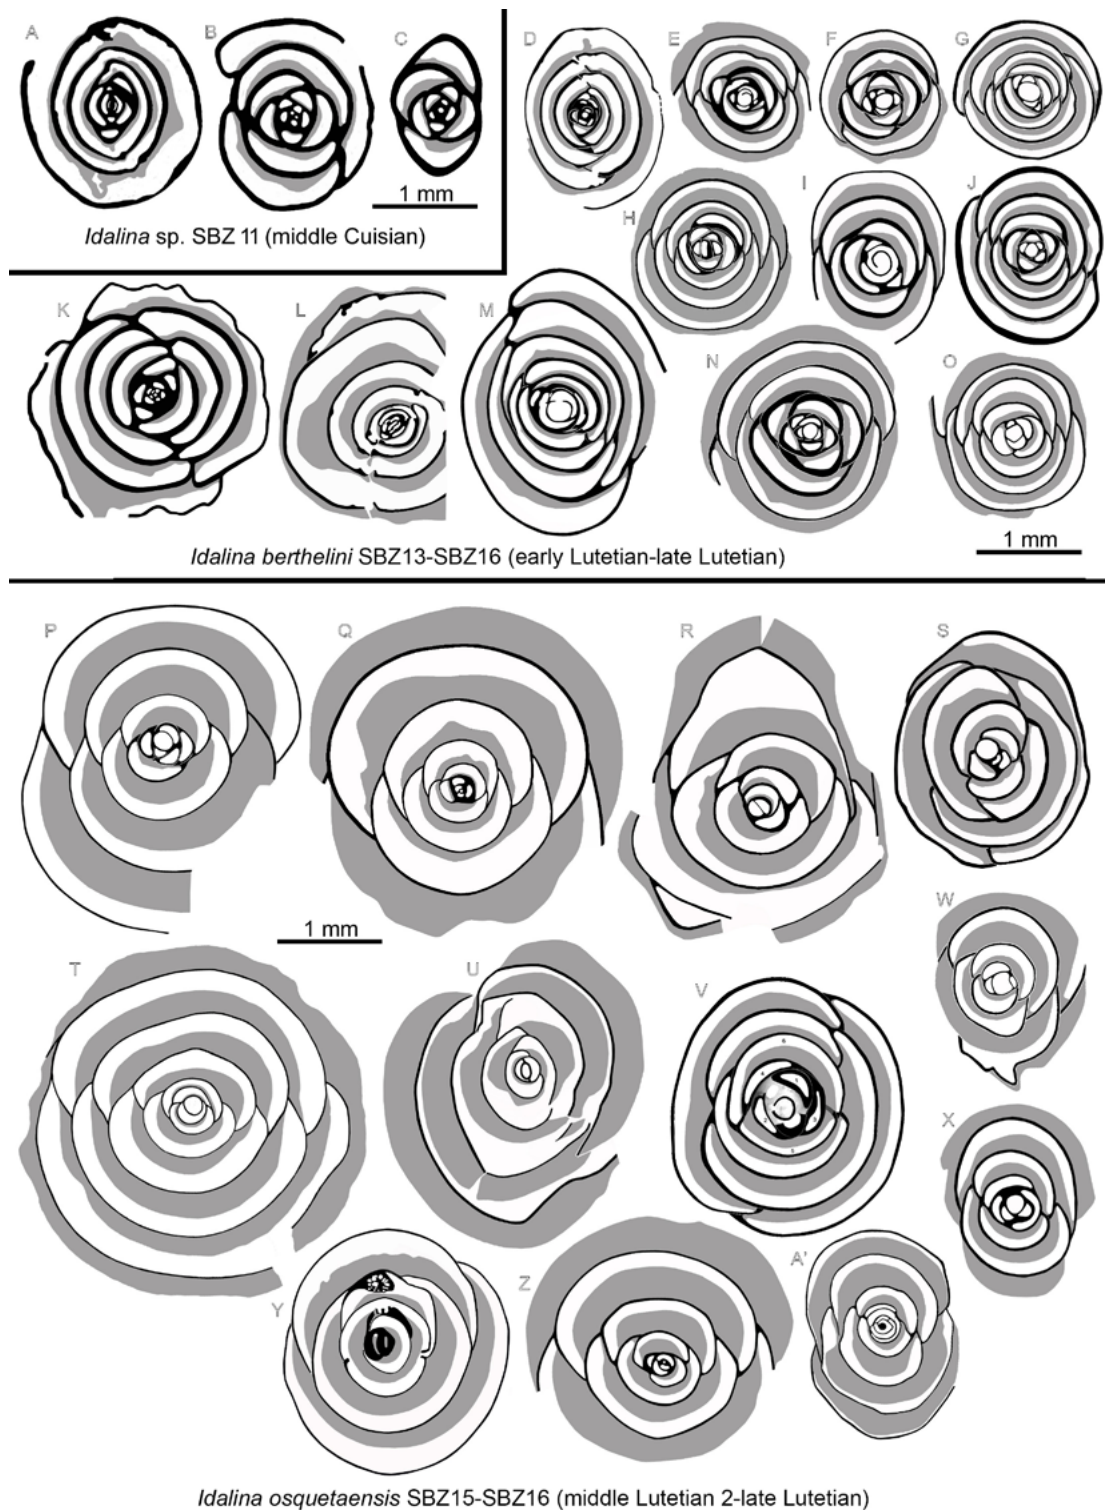 A
B
C
1 mm
Idalina sp. SBZ 11 (middle Cuisian)
D
E
F
G
H
I
J
K
L
M
N
O
1 mm
Idalina berthelini SBZ13-SBZ16 (early Lutetian-late Lutetian)
P
Q
R
S
1 mm
T
U
V
W
X
Y
Z
A'
Idalina osquetaensis SBZ15-SBZ16 (middle Lutetian 2-late Lutetian)